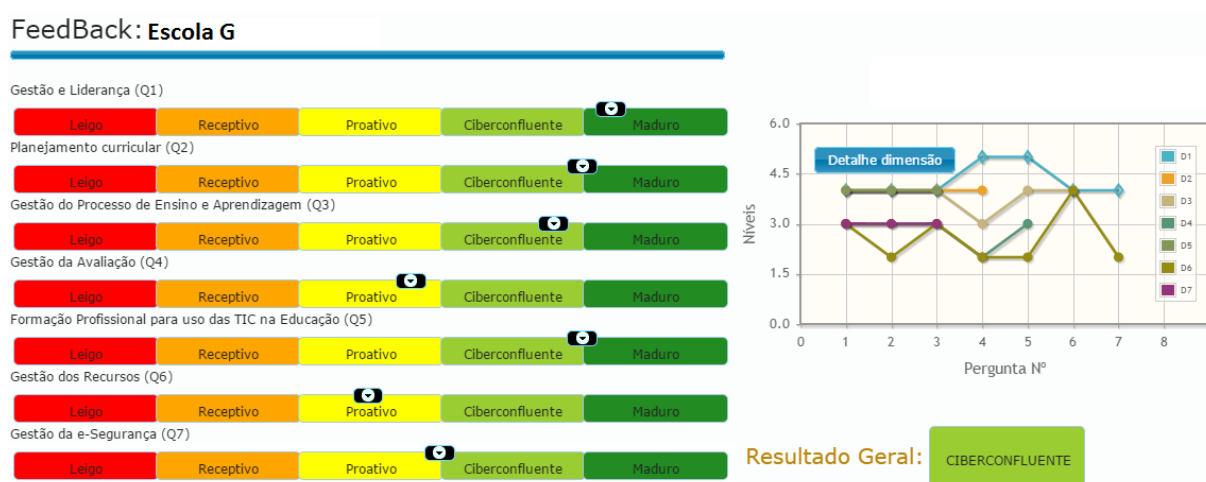 FeedBack: Escola G
Gestão e Liderança (Q1)
Leigo Receptivo Proativo Ciberconfluente Maduro
Planejamento curricular (Q2)
Leigo Receptivo Proativo Ciberconfluente Maduro
Gestão do Processo de Ensino e Aprendizagem (Q3)
Leigo Receptivo Proativo Ciberconfluente Maduro
Gestão da Avaliação (Q4)
Leigo Receptivo Proativo Ciberconfluente Maduro
Formação Profissional para uso das TIC na Educação (Q5)
Leigo Receptivo Proativo Ciberconfluente Maduro
Gestão dos Recursos (Q6)
Leigo Receptivo Proativo Ciberconfluente Maduro
Gestão da e-Segurança (Q7)
Leigo Receptivo Proativo Ciberconfluente Maduro
Detalhe dimensão
Níveis
6.0
4.5
3.0
1.5
0.0
0 1 2 3 4 5 6 7 8
Pergunta Nº
D1
D2
D3
D4
D5
D6
D7
Resultado Geral: CIBERCONFLUENTE